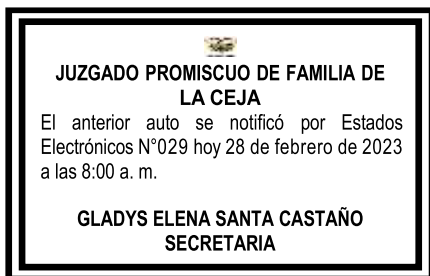 JUZGADO PROMISCUO DE FAMILIA DE
LA CEJA
El anterior auto se notificó por Estados
Electrónicos N°029 hoy 28 de febrero de 2023
a las 8:00 a. m.
GLADYS ELENA SANTA CASTAÑO
SECRETARIA